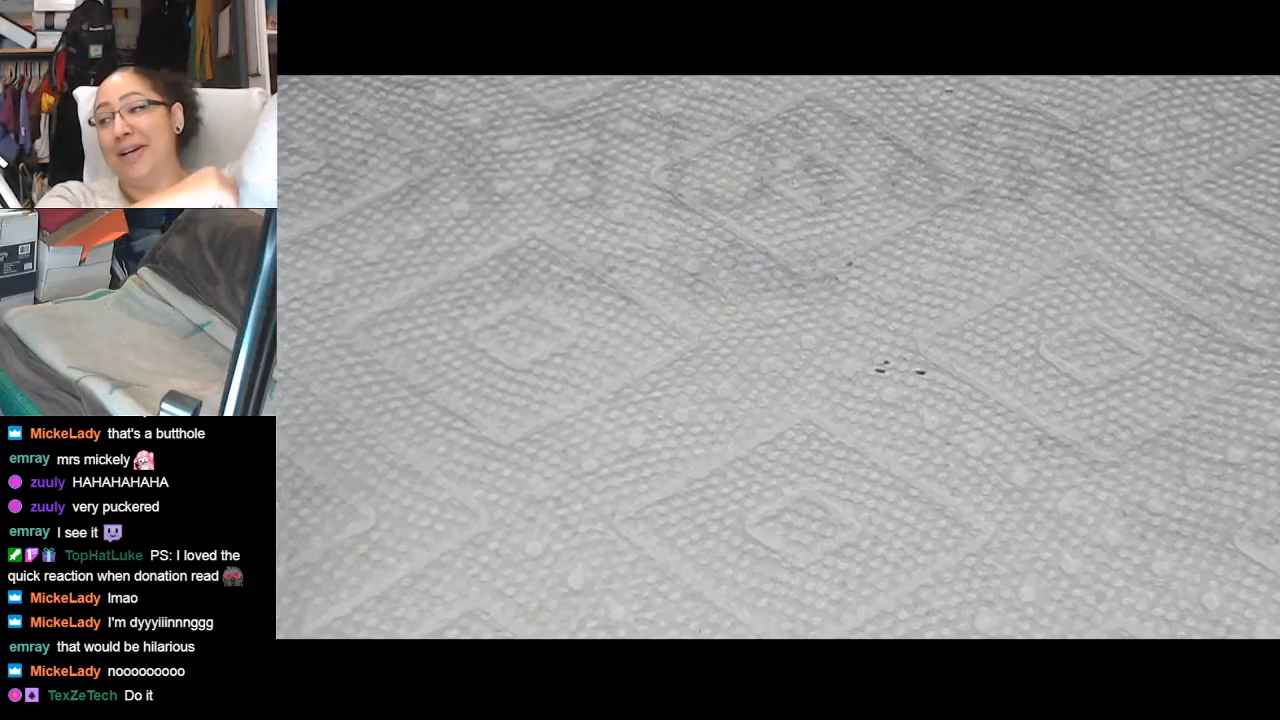 MickeLady that's a butthole
emray mrs mickely
zuuly HAHAHAHAHA
zuuly very puckered
emray I see it
TopHatLuke PS: I loved the
quick reaction when donation read
MickeLady lmao
MickeLady I'm dyyyiiinnnggg
emray that would be hilarious
MickeLady nooooooooo
TexZeTech Do it